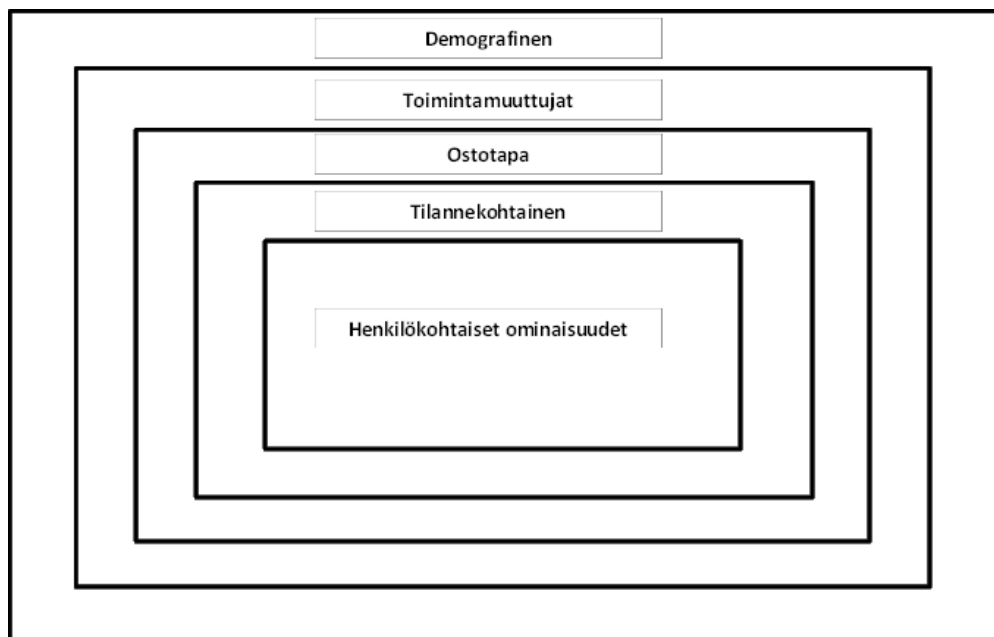 Demografinen
Toimintamuuttujat
Ostotapa
Tilannekohtainen
Henkilökohtaiset ominaisuudet